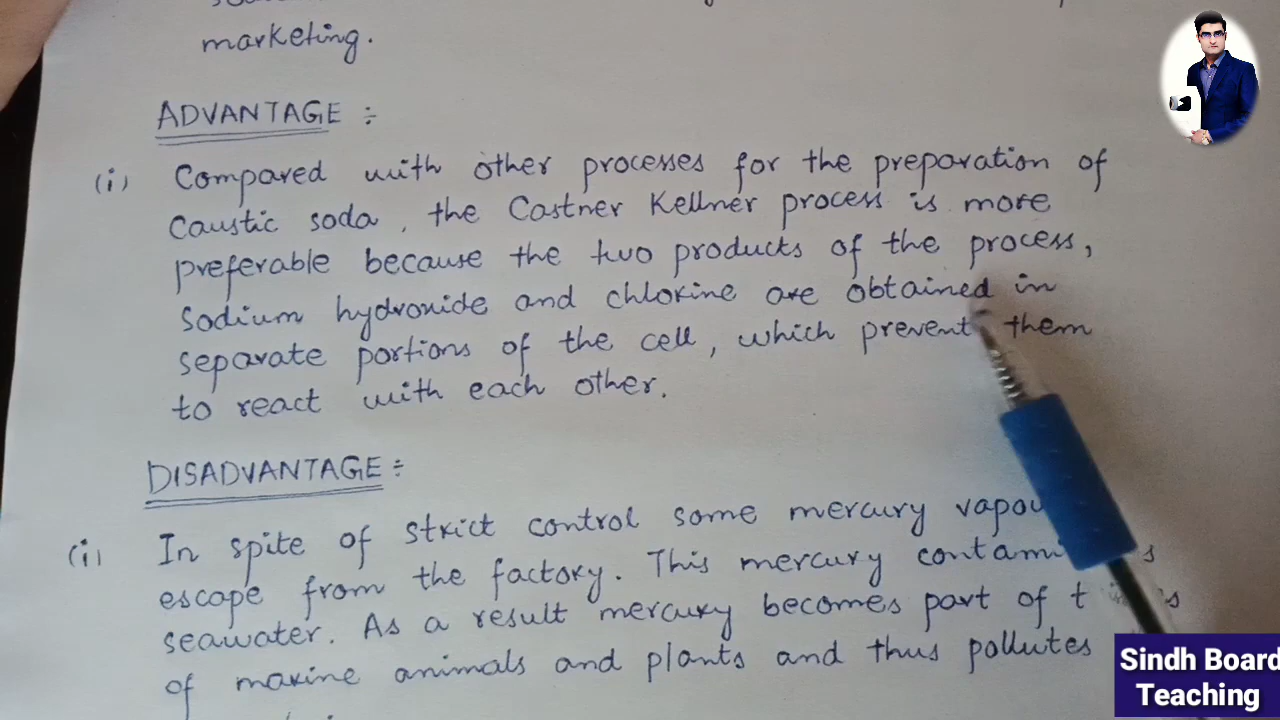 marketing.
ADVANTAGE :
(i) Compared with other processes for the preparation of
Caustic soda, the Castner Kellner process is more
preferable because the two products of the process,
sodium hydroxide and chlorine are obtained in
separate portions of the cell, which prevent them
to react with each other.
DISADVANTAGE :
(i) In spite of strict control some mercury
escape from the factory. This mercury
seawater. As a result mercury becomes part of
of marine animals and plants and thus pollutes
Sindh Board
Teaching